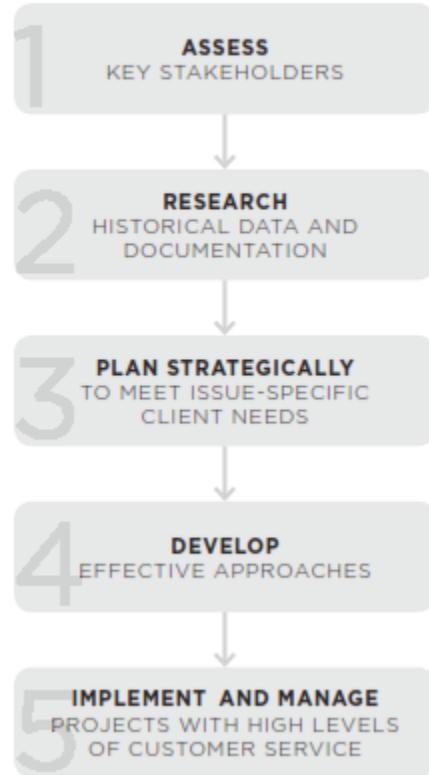 1
ASSESS
KEY STAKEHOLDERS
2
RESEARCH
HISTORICAL DATA AND
DOCUMENTATION
3
PLAN STRATEGICALLY
TO MEET ISSUE-SPECIFIC
CLIENT NEEDS
4
DEVELOP
EFFECTIVE APPROACHES
5
IMPLEMENT AND MANAGE
PROJECTS WITH HIGH LEVELS
OF CUSTOMER SERVICE